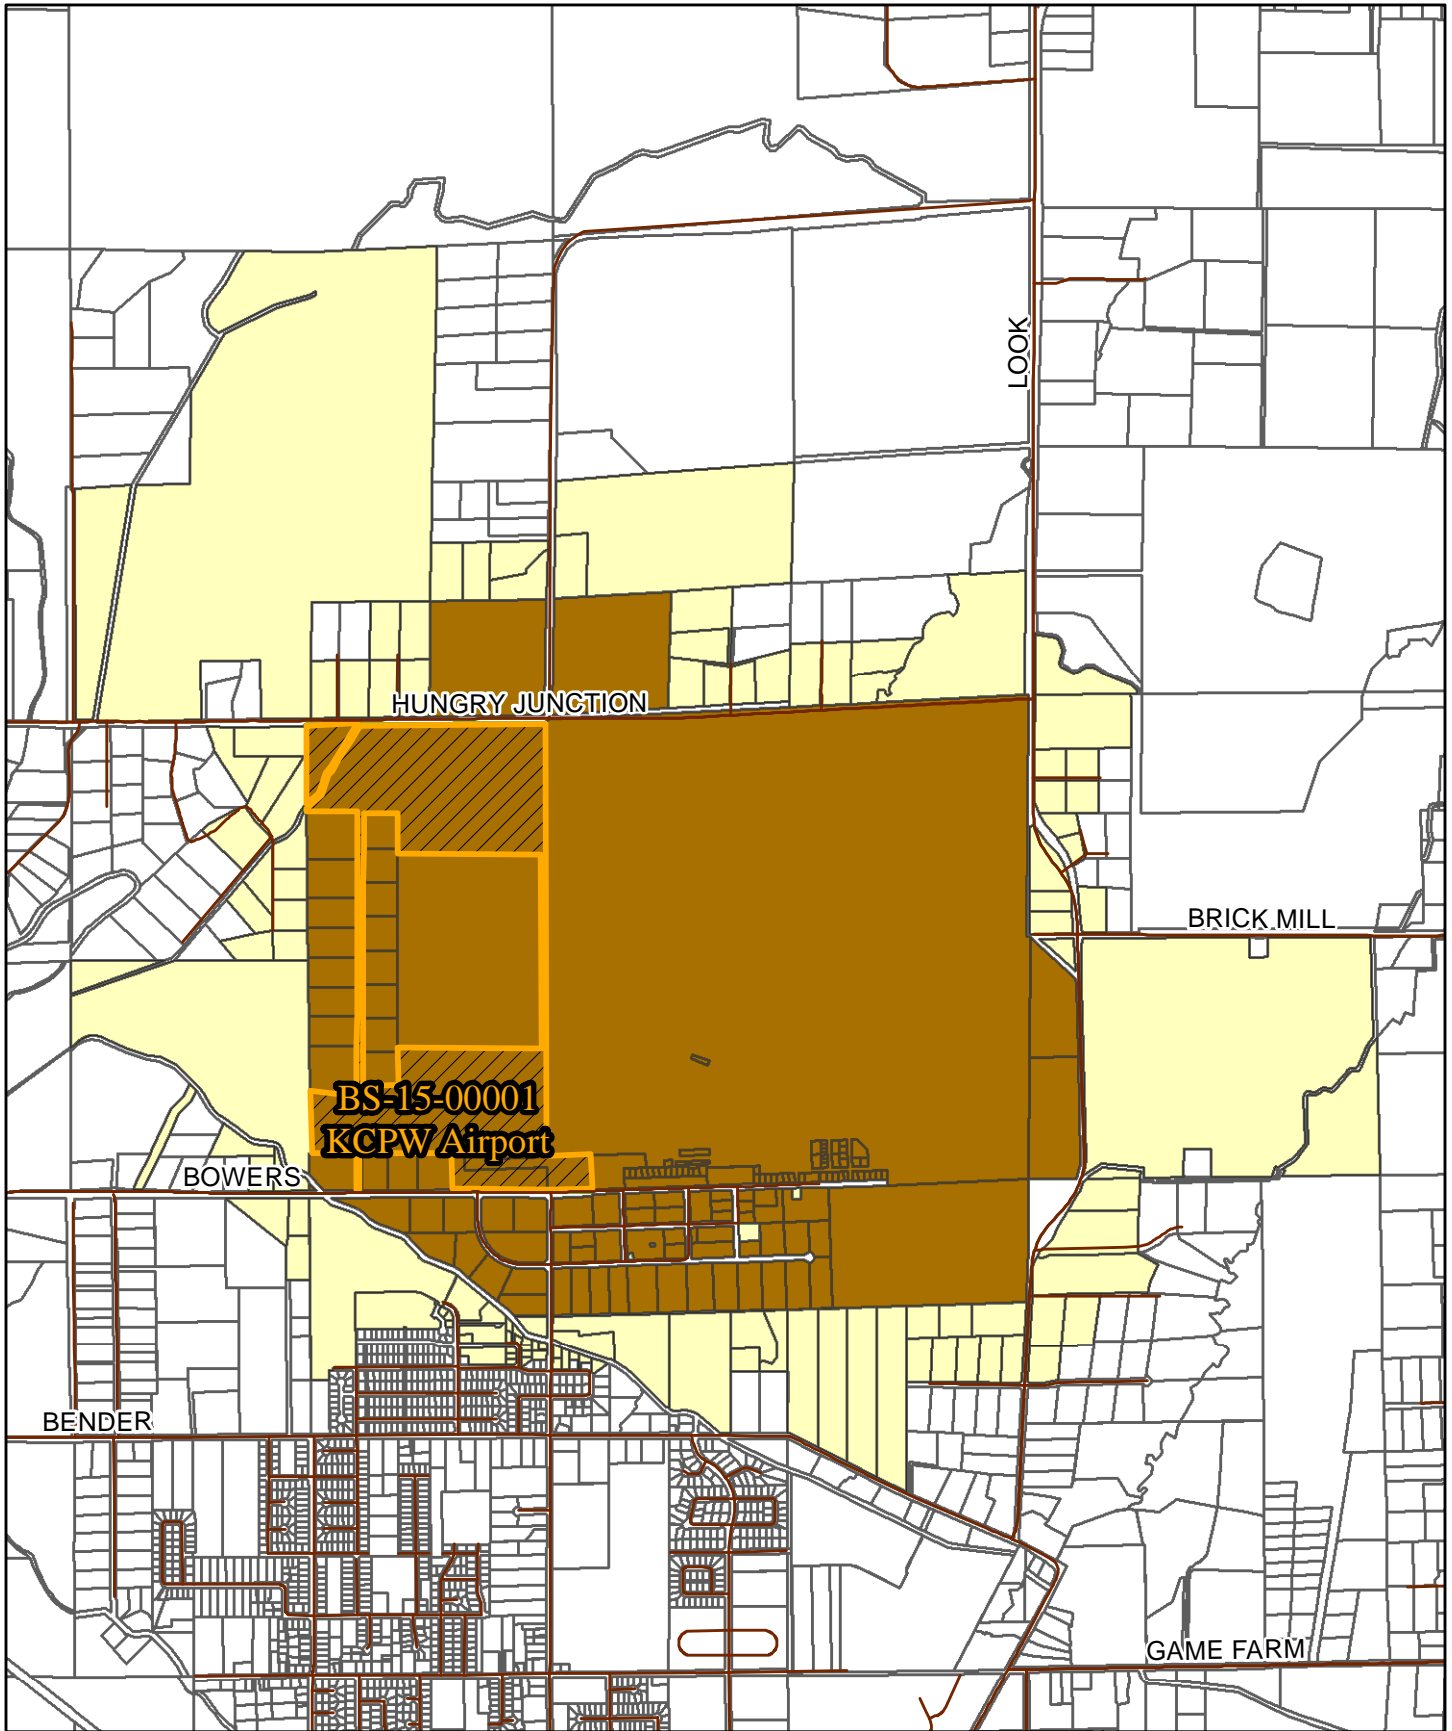 LOOK
HUNGRY JUNCTION
BRICK MILL
BS-15-00001
KCPW Airport
BOWERS
BENDER
GAME FARM